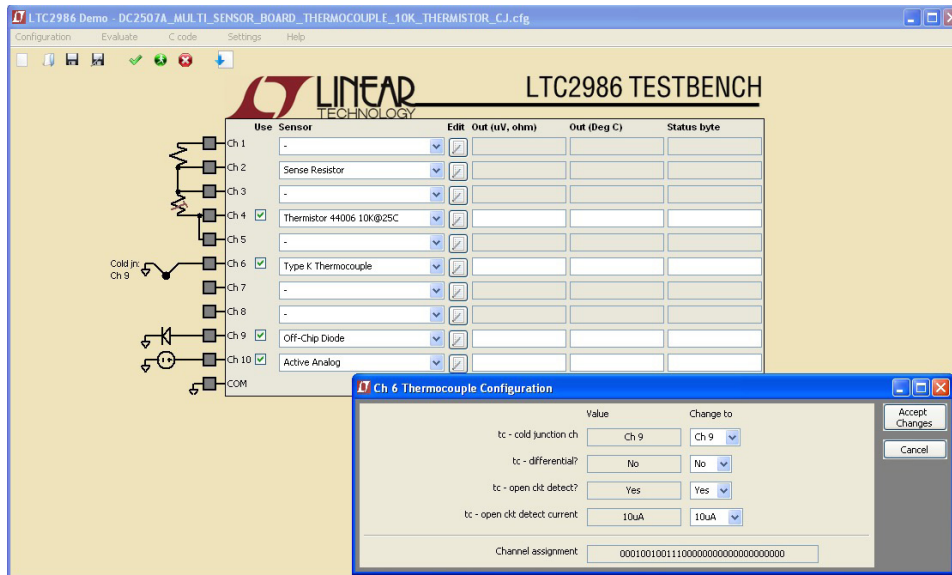 LTC2986 Demo - DC2507A_MULTI_SENSOR_BOARD_THERMOCOUPLE_10K_THERMISTOR_CJ.cfg
Configuration Evaluate C code Settings Help
LINEAR
TECHNOLOGY
LTC2986 TESTBENCH
Use Sensor Edit Out (uV, ohm) Out (Deg C) Status byte
Ch 1 -
Ch 2 Sense Resistor
Ch 3 -
Ch 4 Thermistor 44006 10K@25C
Ch 5 -
Cold jn: Ch 9
Ch 6 Type K Thermocouple
Ch 7 -
Ch 8 -
Ch 9 Off-Chip Diode
Ch 10 Active Analog
COM
Ch 6 Thermocouple Configuration
Value Change to
tc - cold junction ch Ch 9 Ch 9
tc - differential? No No
tc - open ckt detect? Yes Yes
tc - open ckt detect current 10uA 10uA
Channel assignment 00010010011100000000000000000000
Accept Changes
Cancel